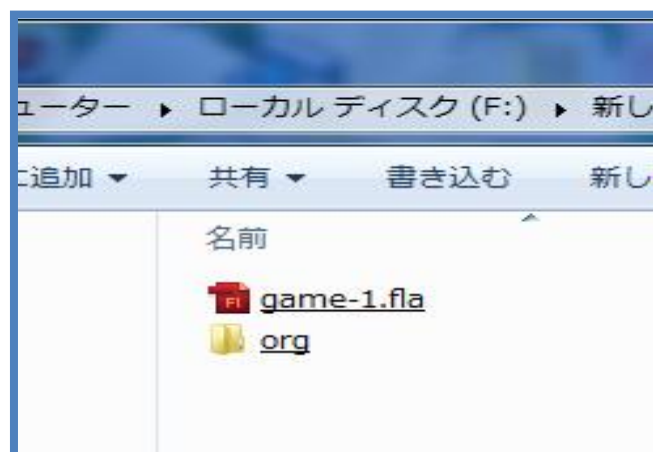 ューター ▸ ローカル ディスク (F:) ▸ 新し
に追加 ▼ 共有 ▼ 書き込む 新し
名前
game-1.fla
org